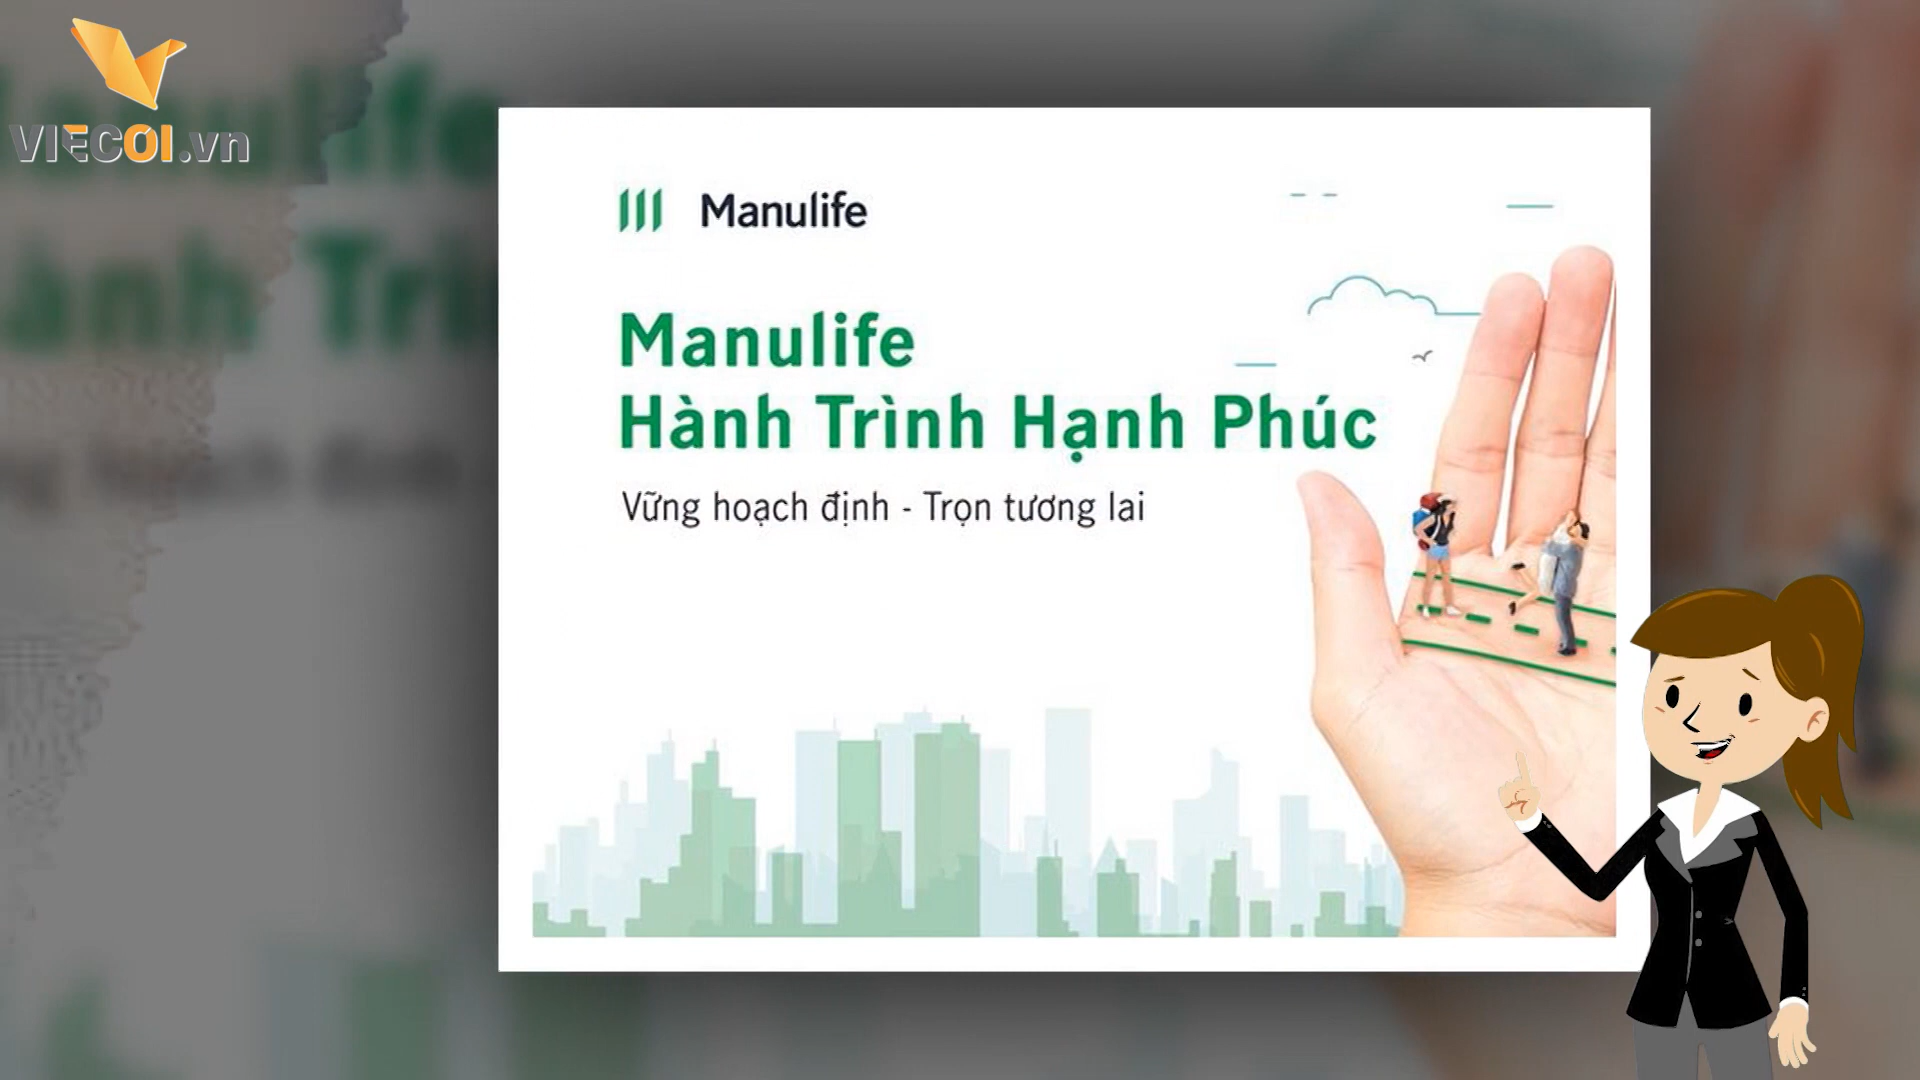 VIECOI.vn
Manulife
Manulife
Hành Trình Hạnh Phúc
Vững hoạch định - Trọn tương lai